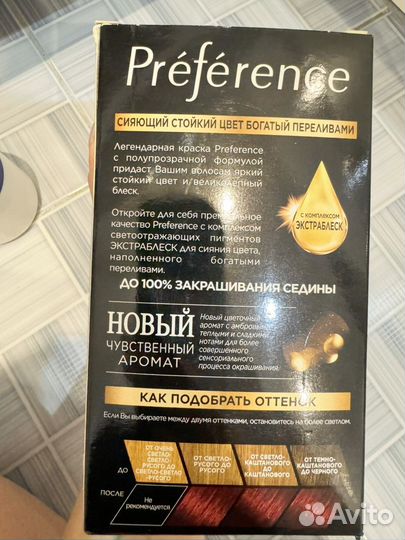 Préférence
СИЯЮЩИЙ СТОЙКИЙ ЦВЕТ БОГАТЫЙ ПЕРЕЛИВАМИ
Легендарная краска Preference
с полупрозрачной формулой
придаст Вашим волосам яркий
стойкий цвет и великолепный
блеск.
С КОМПЛЕКСОМ
ЭКСТРАБЛЕСК
Откройте для себя премиальное
качество Preference с комплексом
светоотражающих пигментов
ЭКСТРАБЛЕСК для сияния цвета,
наполненного богатыми
переливами.
ДО 100% ЗАКРАШИВАНИЯ СЕДИНЫ
НОВЫЙ
ЧУВСТВЕННЫЙ
АРОМАТ
Новый цветочный
аромат с амбровыми,
теплыми и сладкими
нотами для более
совершенного
сенсориального
процесса окрашивания.
КАК ПОДОБРАТЬ ОТТЕНОК
Если Вы выбираете между двумя оттенками, остановитесь на более светлом.
ДО
ОТ ОЧЕНЬ
СВЕТЛО-
СВЕТЛО-
РУСОГО ДО
СВЕТЛО-СВЕТЛО
-РУСОГО
ОТ СВЕТЛО-
РУСОГО ДО
РУСОГО
ОТ СВЕТЛО-
КАШТАНОВОГО
ДО
КАШТАНОВОГО
ОТ ТЕМНО-
КАШТАНОВОГО
ДО ЧЕРНОГО
ПОСЛЕ
Не
рекомендуется
Avito